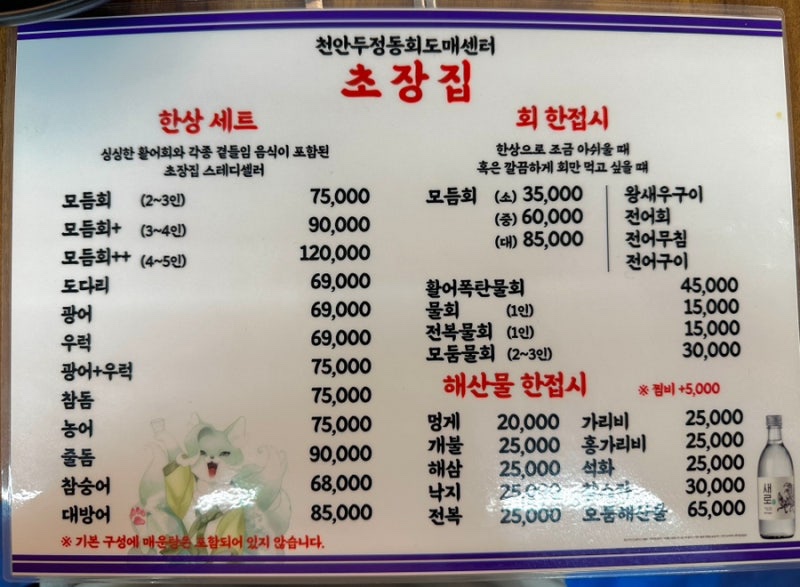 천안두정동회도매센터
초장집
한상 세트
싱싱한 활어회와 각종 곁들임 음식이 포함된
초장집 스테디셀러
모듬회 (2~3인) 75,000
모듬회+ (3~4인) 90,000
모듬회++ (4~5인) 120,000
도다리 69,000
광어 69,000
우럭 69,000
광어+우럭 75,000
참돔 75,000
농어 75,000
줄돔 90,000
참숭어 68,000
대방어 85,000
※ 기본 구성에 매운탕은 포함되어 있지 않습니다.
회 한접시
한상으로 조금 아쉬울 때
혹은 깔끔하게 회만 먹고 싶을 때
모듬회 (소) 35,000
(중) 60,000
(대) 85,000
왕새우구이
전어회
전어무침
전어구이
활어폭탄물회 45,000
물회 (1인) 15,000
전복물회 (1인) 15,000
모둠물회 (2~3인) 30,000
해산물 한접시 ※ 찜비 +5,000
멍게 20,000 가리비 25,000
개불 25,000 홍가리비 25,000
해삼 25,000 석화 25,000
낙지 25,000 30,000
전복 25,000 모둠해산물 65,000
새로